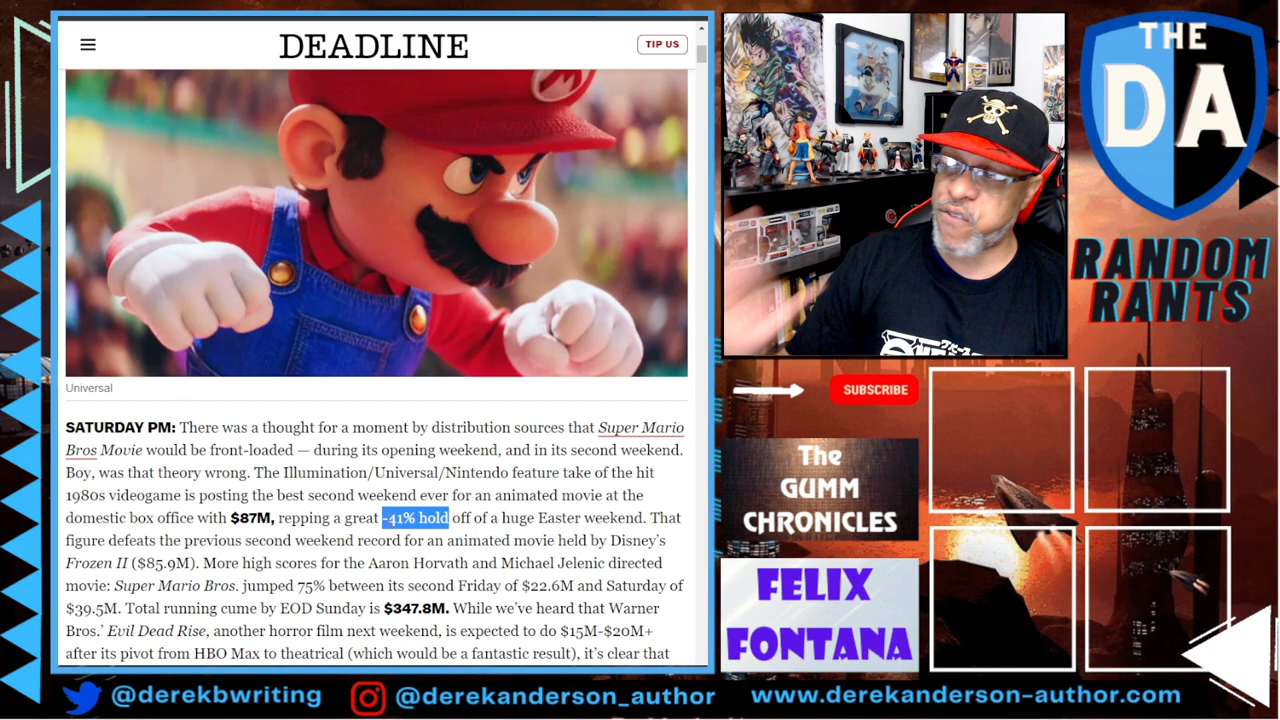 DEADLINE
TIP US
M
Universal
SATURDAY PM: There was a thought for a moment by distribution sources that Super Mario
Bros Movie would be front-loaded — during its opening weekend, and in its second weekend.
Boy, was that theory wrong. The Illumination/Universal/Nintendo feature take of the hit
1980s videogame is posting the best second weekend ever for an animated movie at the
domestic box office with $87M, repping a great -41% hold off of a huge Easter weekend. That
figure defeats the previous second weekend record for an animated movie held by Disney's
Frozen II ($85.9M). More high scores for the Aaron Horvath and Michael Jelenic directed
movie: Super Mario Bros. jumped 75% between its second Friday of $22.6M and Saturday of
$39.5M. Total running cume by EOD Sunday is $347.8M. While we've heard that Warner
Bros.' Evil Dead Rise, another horror film next weekend, is expected to do $15M-$20M+
after its pivot from HBO Max to theatrical (which would be a fantastic result), it's clear that
THE
DA
RANDOM
RANTS
SUBSCRIBE
The
GUMM
CHRONICLES
FELIX
FONTANA
@derekbwriting
@derekanderson_author
www.derekanderson-author.com